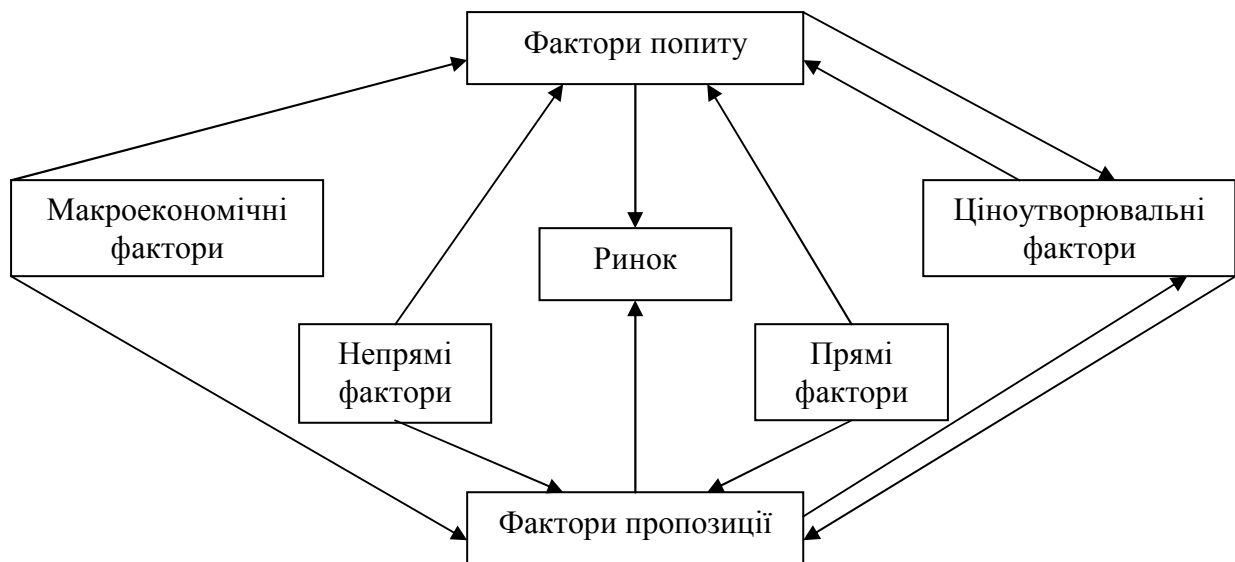 Фактори попиту
Макроекономічні
фактори
Ціноутворювальні
фактори
Ринок
Непрямі
фактори
Прямі
фактори
Фактори пропозиції